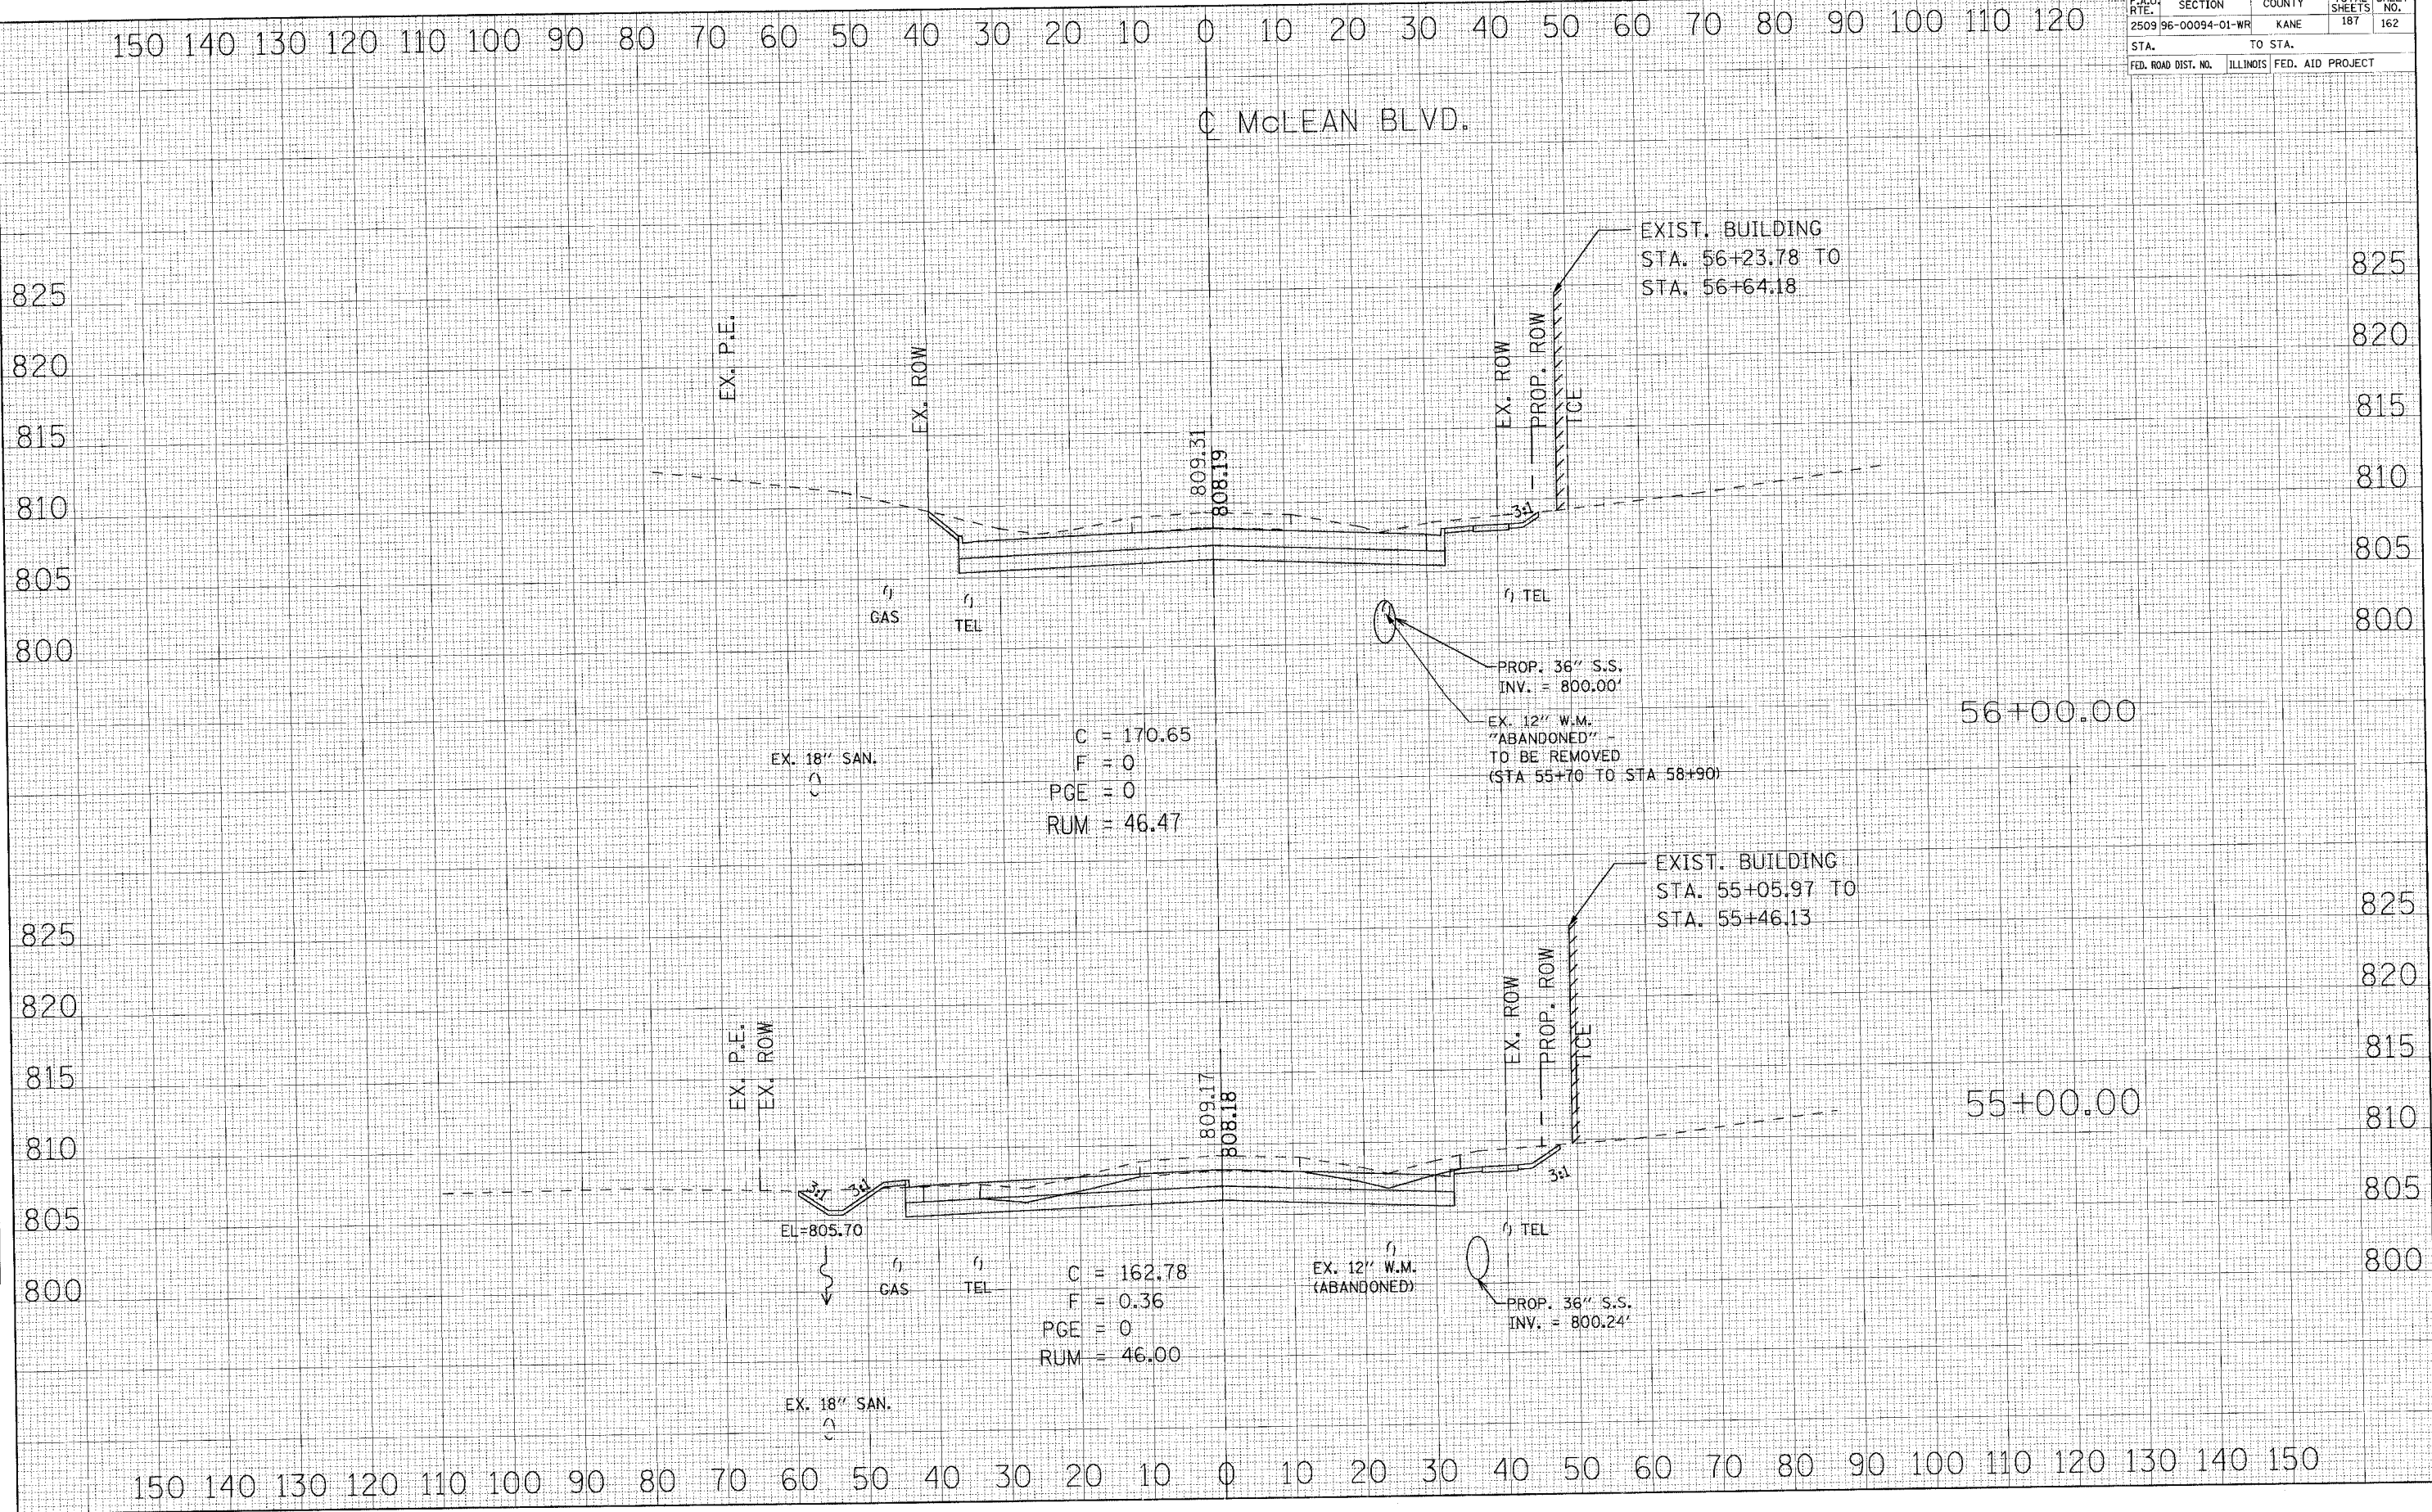 F.A.U. RTE. SECTION COUNTY TOTAL SHEETS SHEET NO.
2509 96-00094-01-WR KANE 187 162
STA. TO STA.
FED. ROAD DIST. NO. ILLINOIS FED. AID PROJECT
150 140 130 120 110 100 90 80 70 60 50 40 30 20 10 0 10 20 30 40 50 60 70 80 90 100 110 120
℄ McLEAN BLVD.
EXIST. BUILDING
STA. 56+23.78 TO
STA. 56+64.18
825 825
820 820
815 815
810 810
805 805
800 800
EX. P.E.
EX. ROW
809.31
808.19
EX. ROW
PROP. ROW
TCE
3:1
GAS
TEL
TEL
PROP. 36" S.S.
INV. = 800.00'
EX. 12" W.M.
"ABANDONED" -
TO BE REMOVED
(STA 55+70 TO STA 58+90)
56+00.00
EX. 18" SAN.
C = 170.65
F = 0
PGE = 0
RUM = 46.47
EXIST. BUILDING
STA. 55+05.97 TO
STA. 55+46.13
825 825
820 820
815 815
810 810
805 805
800 800
EX. P.E.
EX. ROW
809.17
808.18
EX. ROW
PROP. ROW
TCE
55+00.00
3:1
3:1
3:1
EL=805.70
GAS
TEL
TEL
EX. 12" W.M.
(ABANDONED)
PROP. 36" S.S.
INV. = 800.24'
C = 162.78
F = 0.36
PGE = 0
RUM = 46.00
EX. 18" SAN.
150 140 130 120 110 100 90 80 70 60 50 40 30 20 10 0 10 20 30 40 50 60 70 80 90 100 110 120 130 140 150